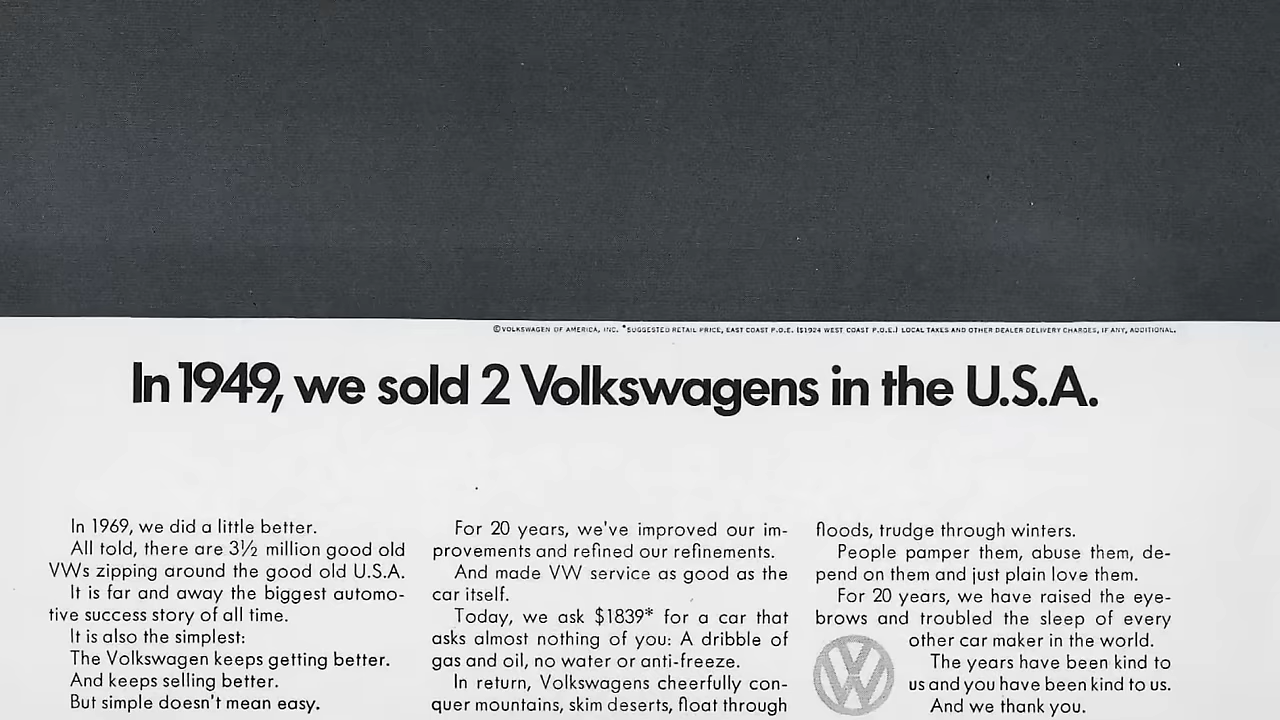 ©VOLKSWAGEN OF AMERICA, INC. *SUGGESTED RETAIL PRICE, EAST COAST P.O.E. ($1924 WEST COAST P.O.E.) LOCAL TAXES AND OTHER DEALER DELIVERY CHARGES, IF ANY, ADDITIONAL.
In 1949, we sold 2 Volkswagens in the U.S.A.
In 1969, we did a little better.
All told, there are 3½ million good old
VWs zipping around the good old U.S.A.
It is far and away the biggest automo-
tive success story of all time.
It is also the simplest:
The Volkswagen keeps getting better.
And keeps selling better.
But simple doesn't mean easy.
For 20 years, we've improved our im-
provements and refined our refinements.
And made VW service as good as the
car itself.
Today, we ask $1839* for a car that
asks almost nothing of you: A dribble of
gas and oil, no water or anti-freeze.
In return, Volkswagens cheerfully con-
quer mountains, skim deserts, float through
floods, trudge through winters.
People pamper them, abuse them, de-
pend on them and just plain love them.
For 20 years, we have raised the eye-
brows and troubled the sleep of every
other car maker in the world.
The years have been kind to
us and you have been kind to us.
And we thank you.
VW